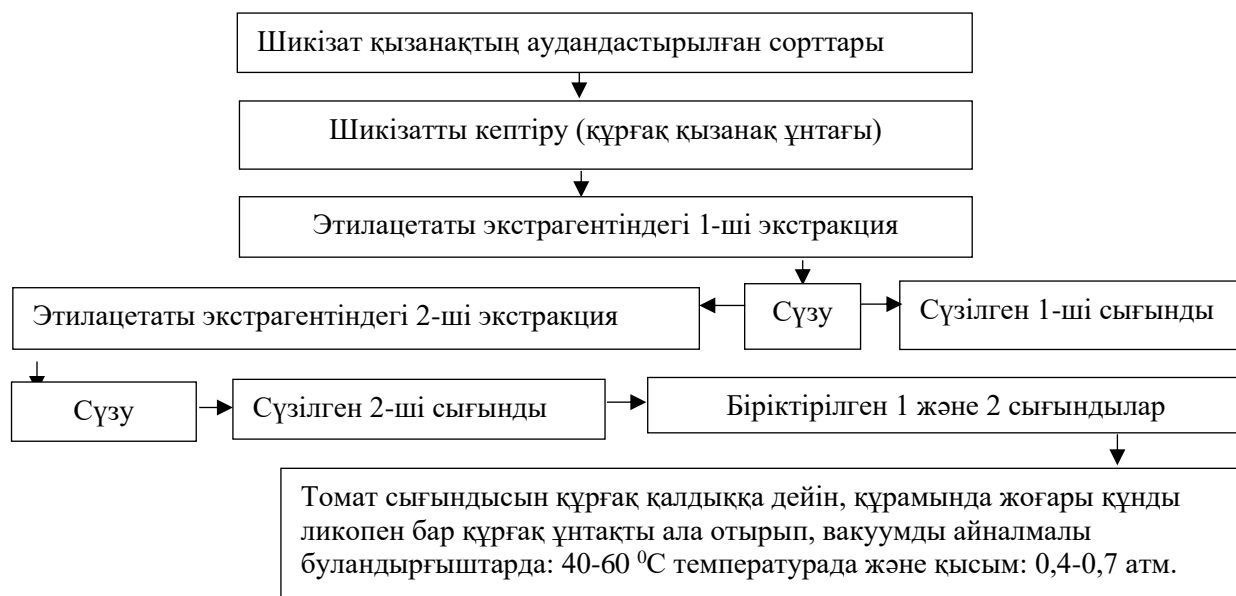 Шикізат қызанақтың аудандастырылған сорттары
Шикізатты кептіру (құрғақ қызанақ ұнтағы)
Этилацетаты экстрагентіндегі 1-ші экстракция
Этилацетаты экстрагентіндегі 2-ші экстракция
Сүзу
Сүзілген 1-ші сығынды
Сүзу
Сүзілген 2-ші сығынды
Біріктірілген 1 және 2 сығындылар
Томат сығындысын құрғақ қалдыққа дейін, құрамында жоғары құнды
ликопен бар құрғақ ұнтақты ала отырып, вакуумды айналмалы
буландырғыштарда: 40-60 ⁰С температурада және қысым: 0,4-0,7 атм.